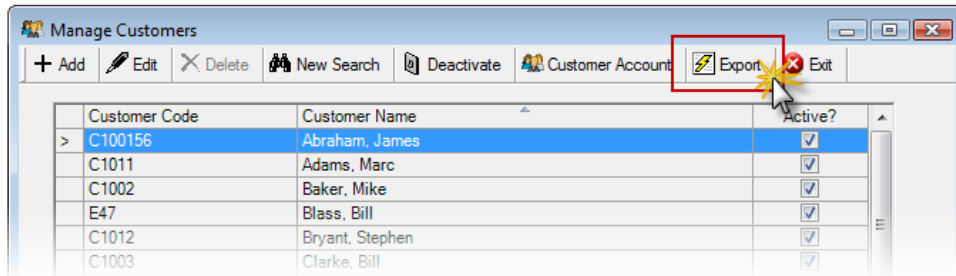 Manage Customers
Add Edit Delete New Search Deactivate Customer Account Export Exit
Customer Code Customer Name Active?
> C100156 Abraham, James
C1011 Adams, Marc
C1002 Baker, Mike
E47 Blass, Bill
C1012 Bryant, Stephen
C1003 Clarke, Bill